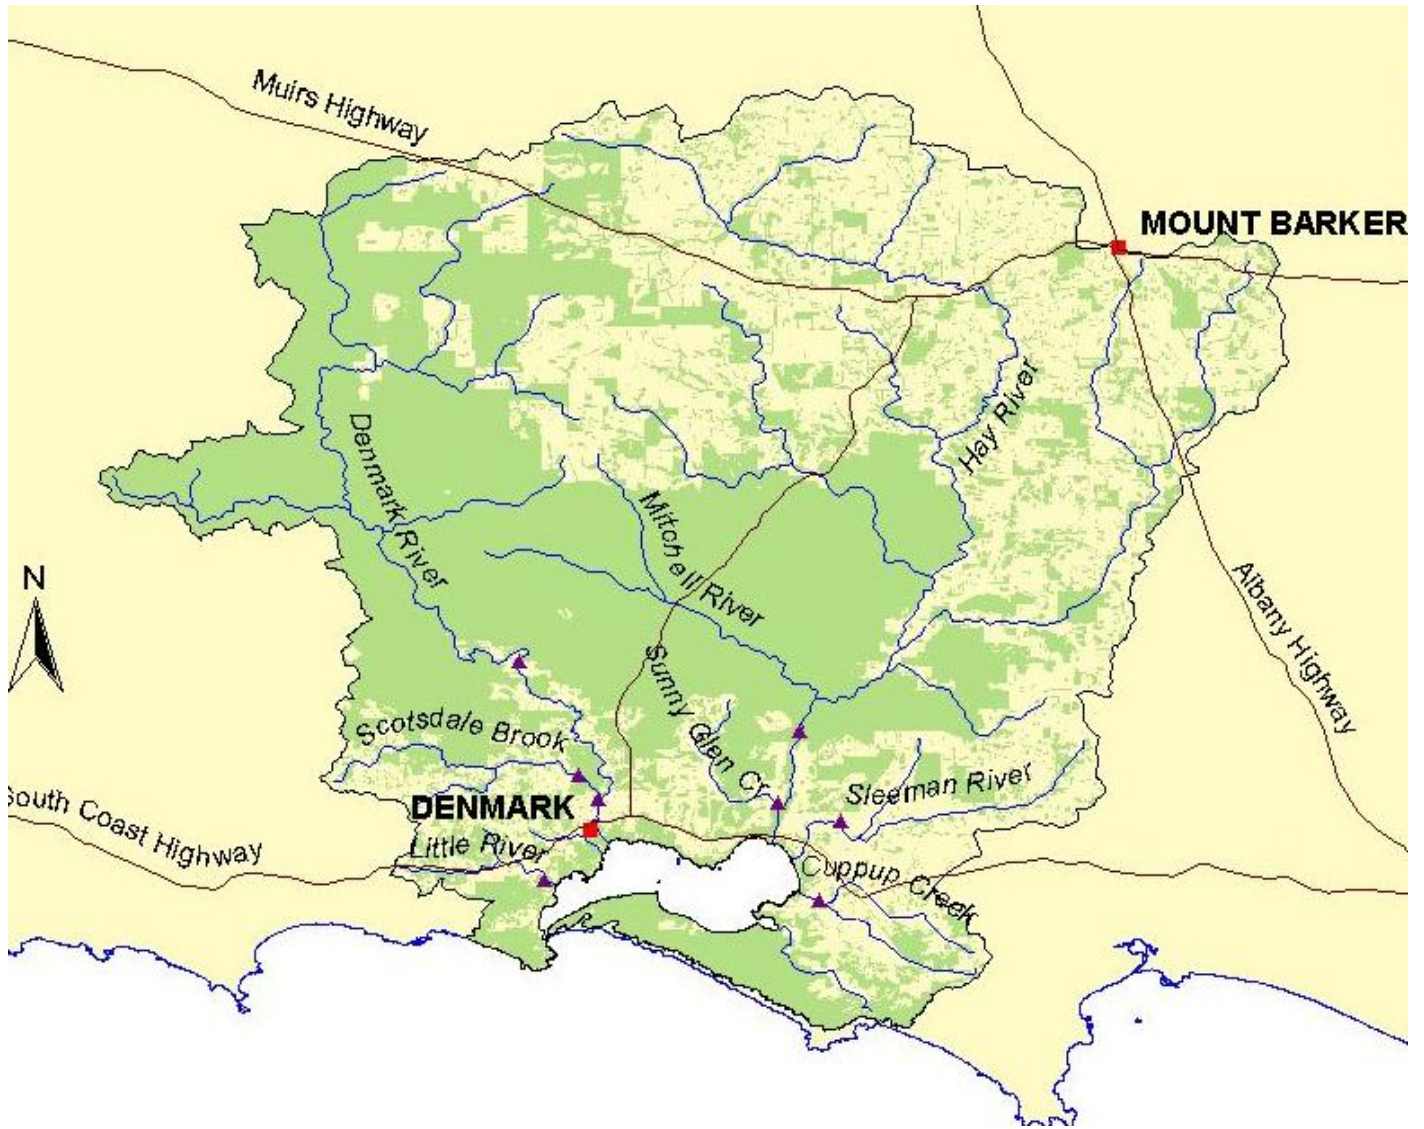 Muirs Highway
MOUNT BARKER
Hay River
Denmark River
Mitchell River
N
Albany Highway
Sunny Glen Cr
Scotsdale Brook
Sleeman River
South Coast Highway
DENMARK
Little River
Cuppup Creek